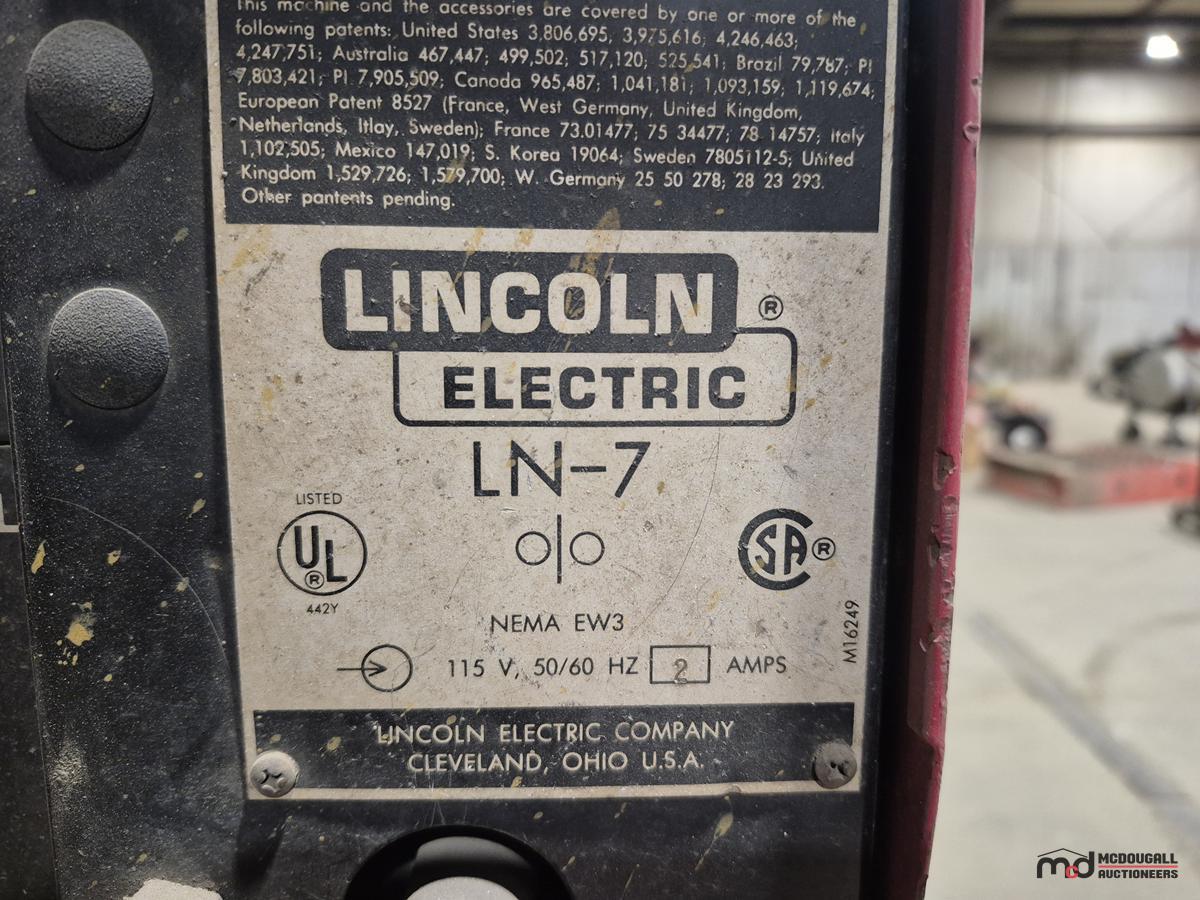 This machine and the accessories are covered by one or more of the
following patents: United States 3,806,695, 3,975,616; 4,246,463;
4,247,751; Australia 467,447; 499,502; 517,120; 525,541; Brazil 79,787; PI
7,803,421; PI 7,905,509; Canada 965,487; 1,041,181; 1,093,159; 1,119,674;
European Patent 8527 (France, West Germany, United Kingdom,
Netherlands, Itlay, Sweden); France 73.01477; 75 34477; 78 14757; Italy
1,102,505; Mexico 147,019; S. Korea 19064; Sweden 7805112-5; United
Kingdom 1,529,726; 1,579,700; W. Germany 25 50 278; 28 23 293.
Other pantents pending.
LINCOLN ®
ELECTRIC
LN-7
LISTED
UL ®
442Y
SA ®
NEMA EW3
M16249
115 V, 50/60 HZ 2 AMPS
LINCOLN ELECTRIC COMPANY
CLEVELAND, OHIO U.S.A.
mcd MCDOUGALL
AUCTIONEERS